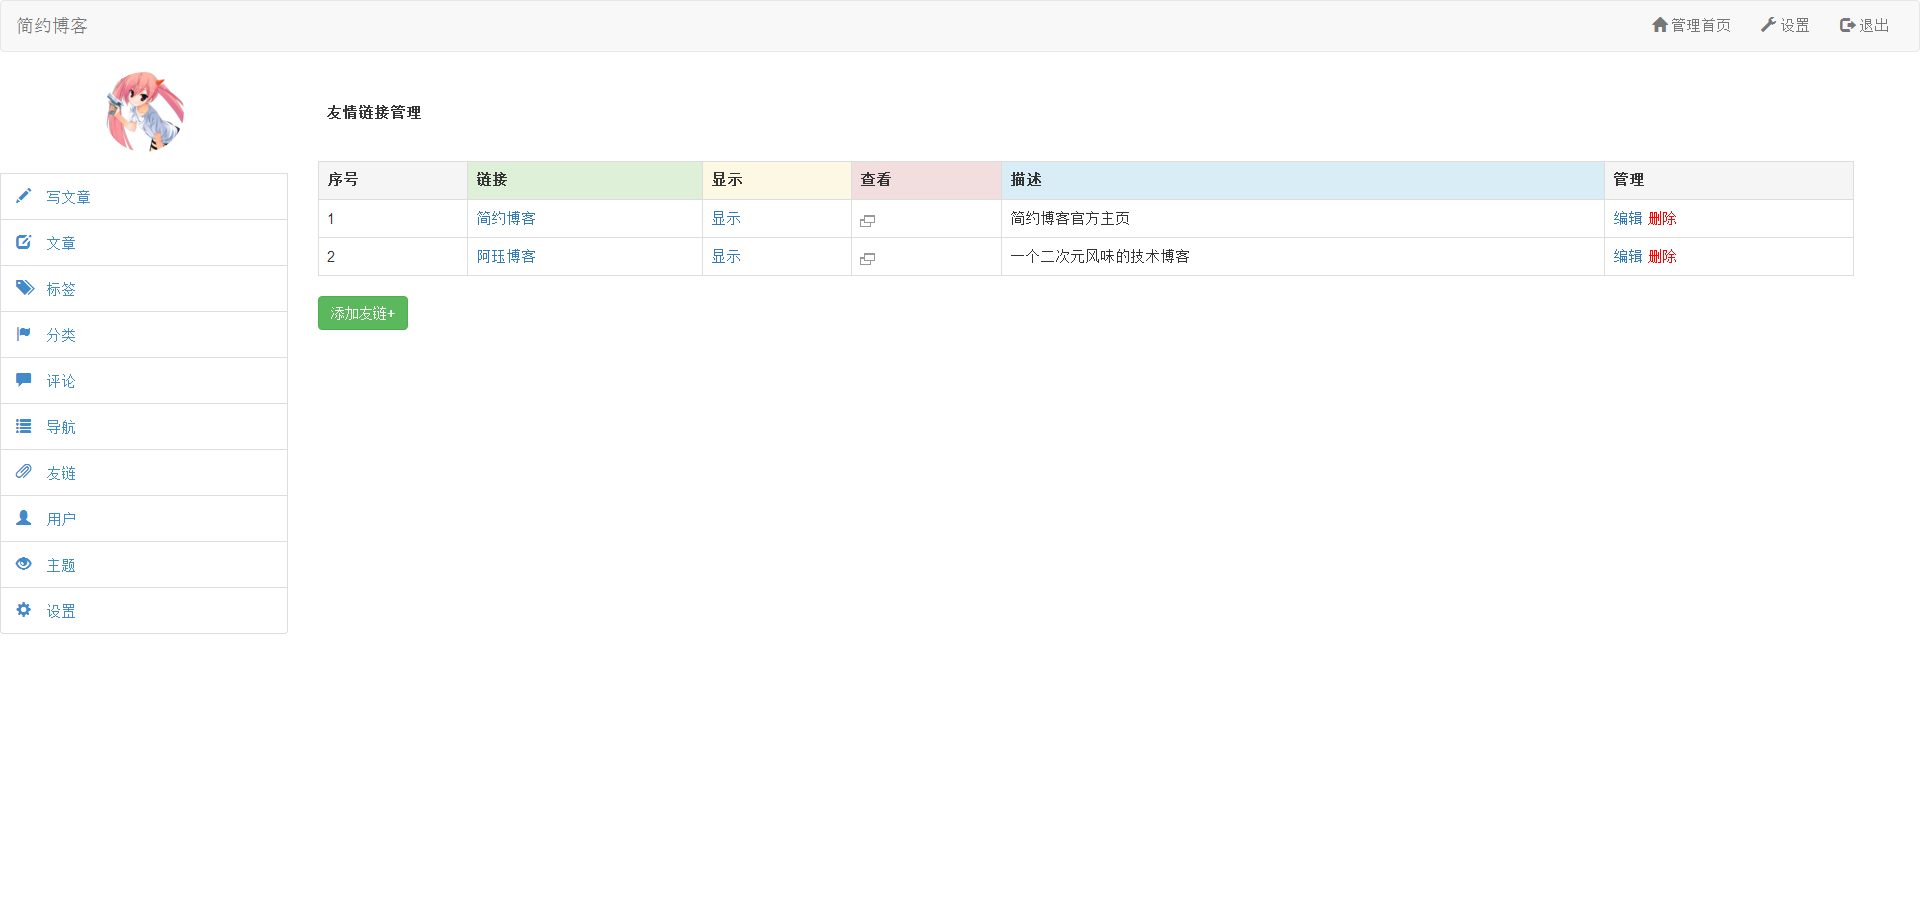 简约博客 管理首页 设置 退出
友情链接管理
序号 链接 显示 查看 描述 管理
1 简约博客 显示 简约博客官方主页 编辑 删除
2 阿珏博客 显示 一个二次元风味的技术博客 编辑 删除
添加友链+
写文章
文章
标签
分类
评论
导航
友链
用户
主题
设置